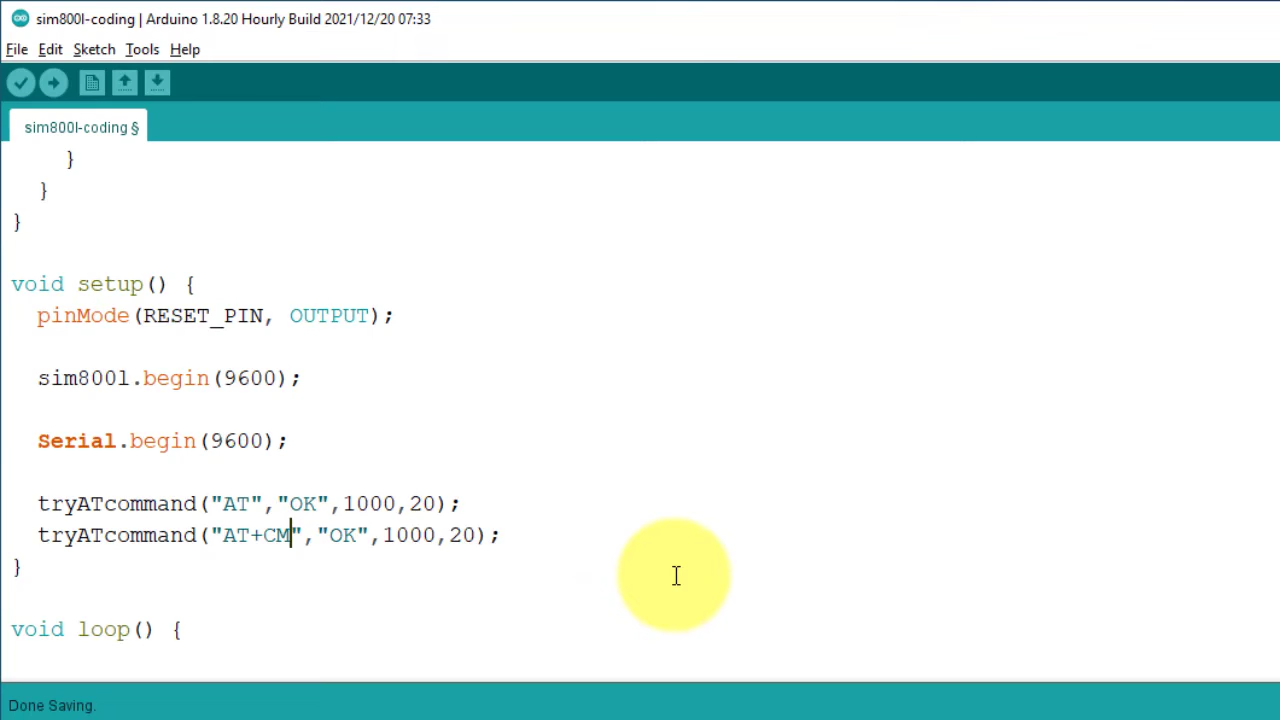 sim800l-coding | Arduino 1.8.20 Hourly Build 2021/12/20 07:33
File Edit Sketch Tools Help
sim800l-coding §
}
}
}
void setup() {
pinMode(RESET_PIN, OUTPUT);
sim800l.begin(9600);
Serial.begin(9600);
tryATcommand("AT","OK",1000,20);
tryATcommand("AT+CM","OK",1000,20);
}
void loop() {
Done Saving.